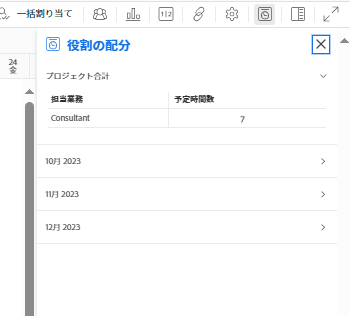 一括割り当て
役割の配分
24
金
プロジェクト合計
担当業務 予定時間数
Consultant 7
10月 2023
11月 2023
12月 2023